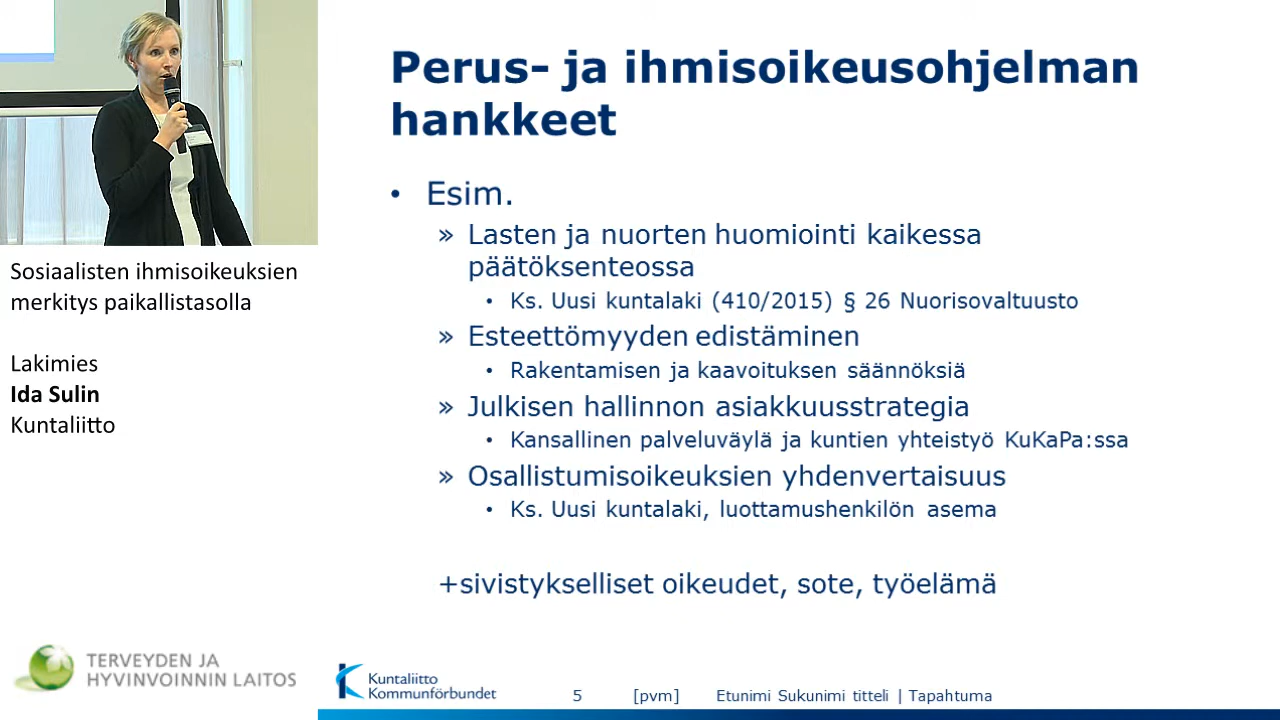 Perus- ja ihmisoikeusohjelman
hankkeet
• Esim.
» Lasten ja nuorten huomiointi kaikessa
päätöksenteossa
• Ks. Uusi kuntalaki (410/2015) § 26 Nuorisovaltuusto
» Esteettömyyden edistäminen
• Rakentamisen ja kaavoituksen säännöksiä
» Julkisen hallinnon asiakkuusstrategia
• Kansallinen palveluväylä ja kuntien yhteistyö KuKaPa:ssa
» Osallistumisoikeuksien yhdenvertaisuus
• Ks. Uusi kuntalaki, luottamushenkilön asema
+sivistykselliset oikeudet, sote, työelämä
Sosiaalisten ihmisoikeuksien
merkitys paikallistasolla
Lakimies
Ida Sulin
Kuntaliitto
TERVEYDEN JA
HYVINVOINNIN LAITOS
Kuntaliitto
Kommunförbundet
5 [pvm] Etunimi Sukunimi titteli | Tapahtuma